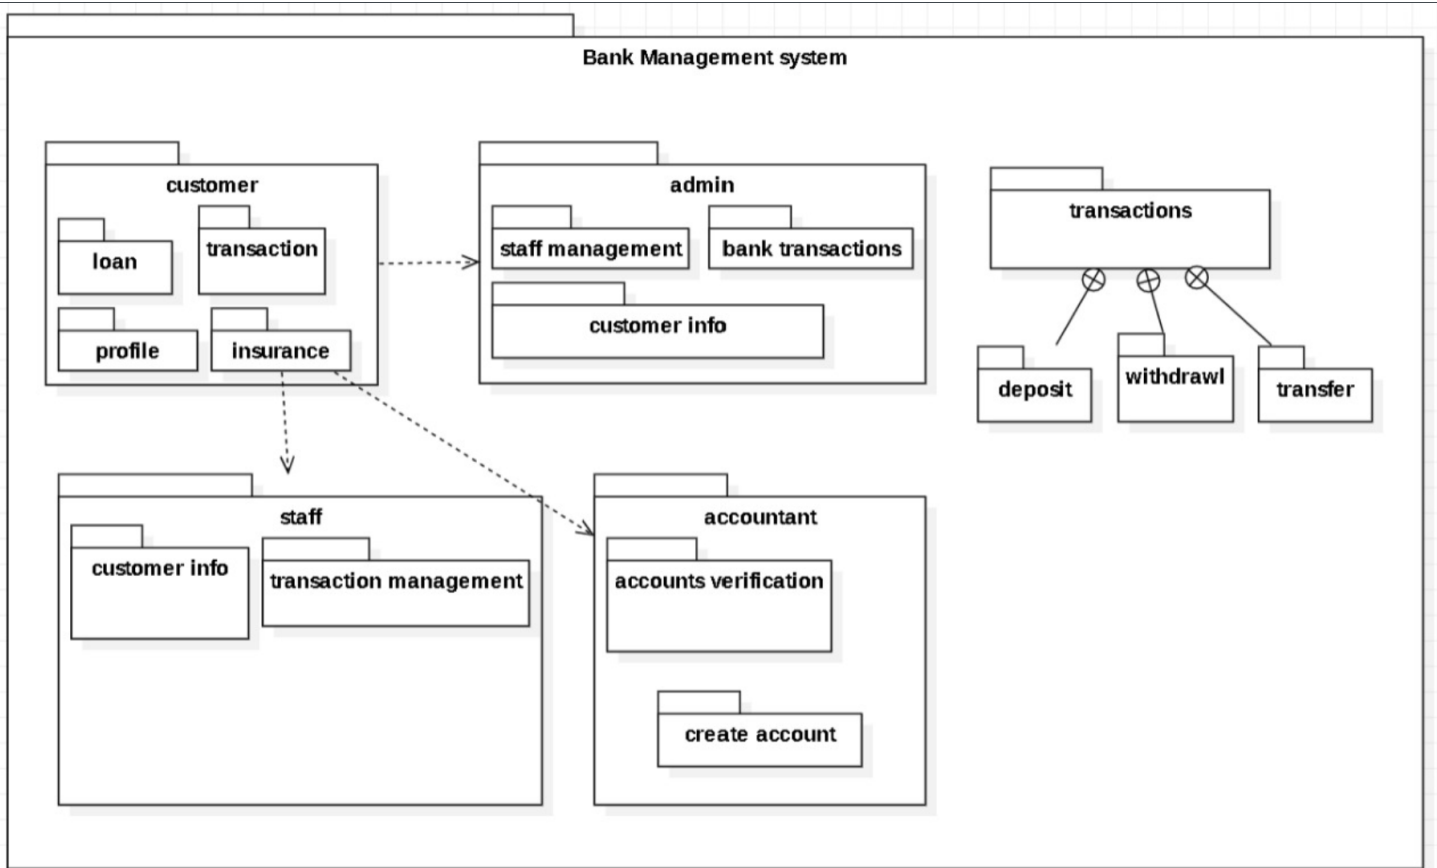 Bank Management system
customer
loan
transaction
profile
insurance
admin
staff management
bank transactions
customer info
transactions
deposit
withdrawl
transfer
staff
customer info
transaction management
accountant
accounts verification
create account